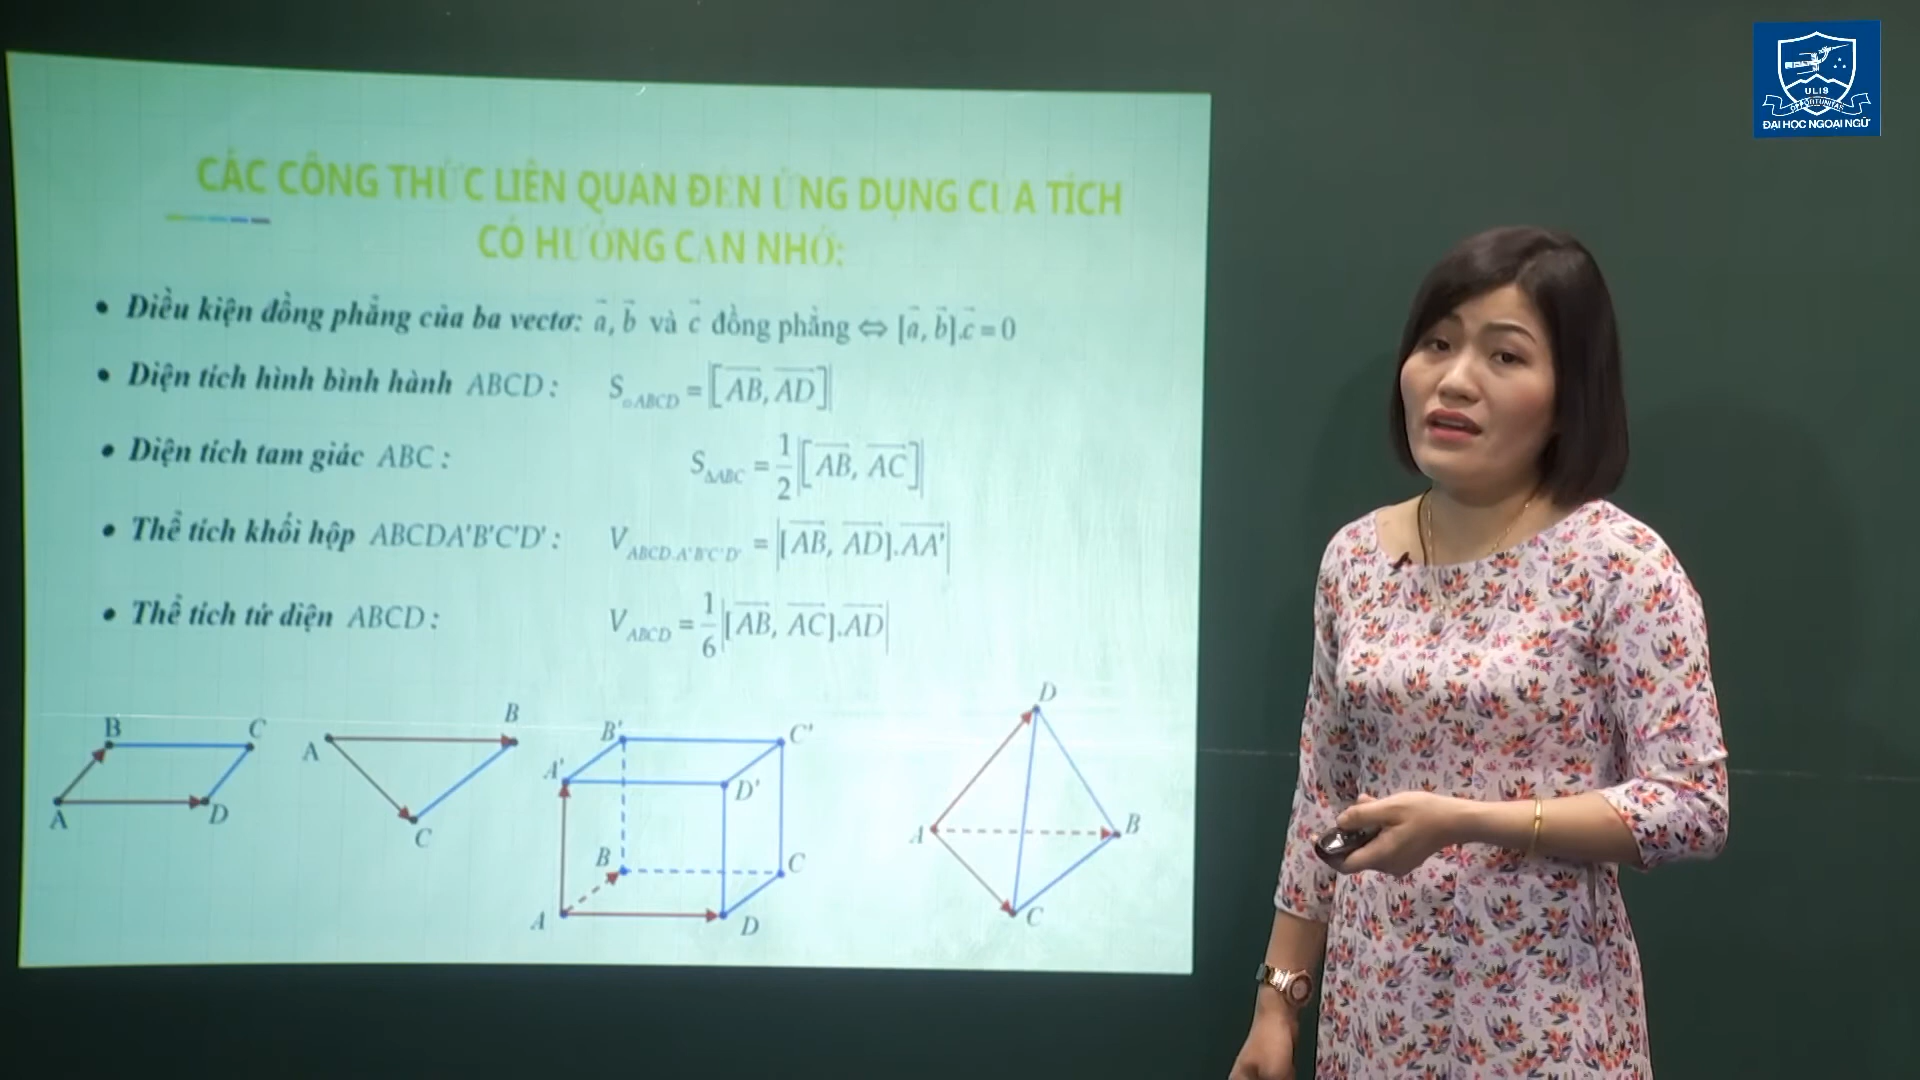 ULIS
OPPORTUNITAS
ĐẠI HỌC NGOẠI NGỮ
CÁC CÔNG THỨC LIÊN QUAN ĐẾN ỨNG DỤNG CỦA TÍCH
CÓ HƯỚNG CẦN NHỚ:
• Điều kiện đồng phẳng của ba vectơ: a⃗, b⃗ và c⃗ đồng phẳng ⇔ [a⃗, b⃗].c⃗ = 0
• Diện tích hình bình hành ABCD: S▱ABCD = |[AB⃗, AD⃗]|
• Diện tích tam giác ABC: SΔABC = 1/2 |[AB⃗, AC⃗]|
• Thể tích khối hộp ABCDA'B'C'D': VABCD.A'B'C'D' = |[AB⃗, AD⃗].AA'⃗|
• Thể tích tứ diện ABCD: VABCD = 1/6 |[AB⃗, AC⃗].AD⃗|
B C A D
A B C
B' C' A' D' B C A D
D A B C